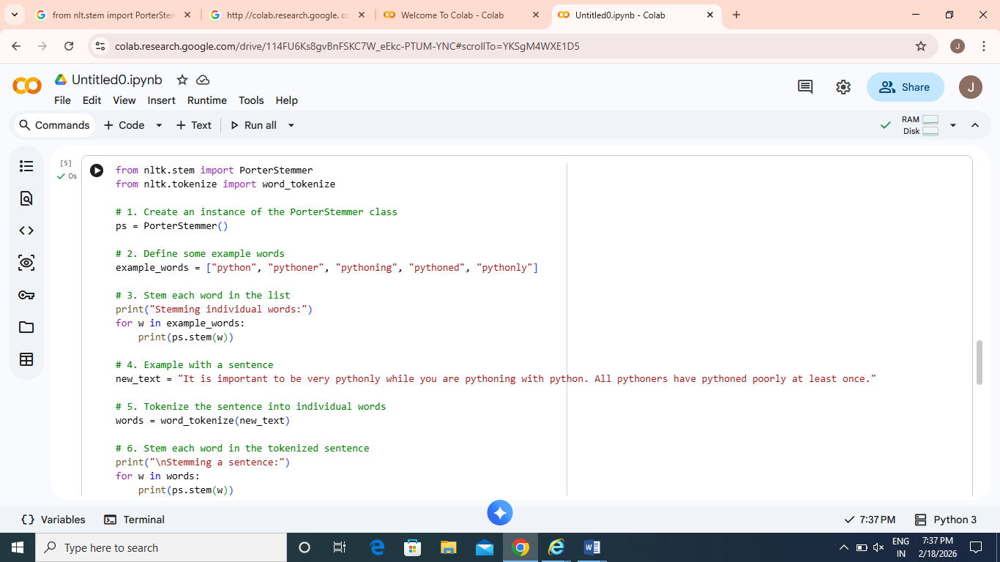 from nlt.stem import PorterStem
http://colab.research.google. co
Welcome To Colab - Colab
Untitled0.ipynb - Colab
colab.research.google.com/drive/114FU6Ks8gvBnFSKC7W_eEkc-PTUM-YNC#scrollTo=YKSgM4WXE1D5
J
CO
Untitled0.ipynb
File Edit View Insert Runtime Tools Help
Share
J
Commands + Code + Text Run all
RAM
Disk
[5]
0s
from nltk.stem import PorterStemmer
from nltk.tokenize import word_tokenize
# 1. Create an instance of the PorterStemmer class
ps = PorterStemmer()
# 2. Define some example words
example_words = ["python", "pythoner", "pythoning", "pythoned", "pythonly"]
# 3. Stem each word in the list
print("Stemming individual words:")
for w in example_words:
    print(ps.stem(w))
# 4. Example with a sentence
new_text = "It is important to be very pythonly while you are pythoning with python. All pythoners have pythoned poorly at least once."
# 5. Tokenize the sentence into individual words
words = word_tokenize(new_text)
# 6. Stem each word in the tokenized sentence
print("\nStemming a sentence:")
for w in words:
    print(ps.stem(w))
{} Variables Terminal
7:37 PM Python 3
Type here to search
ENG
IN
7:37 PM
2/18/2026